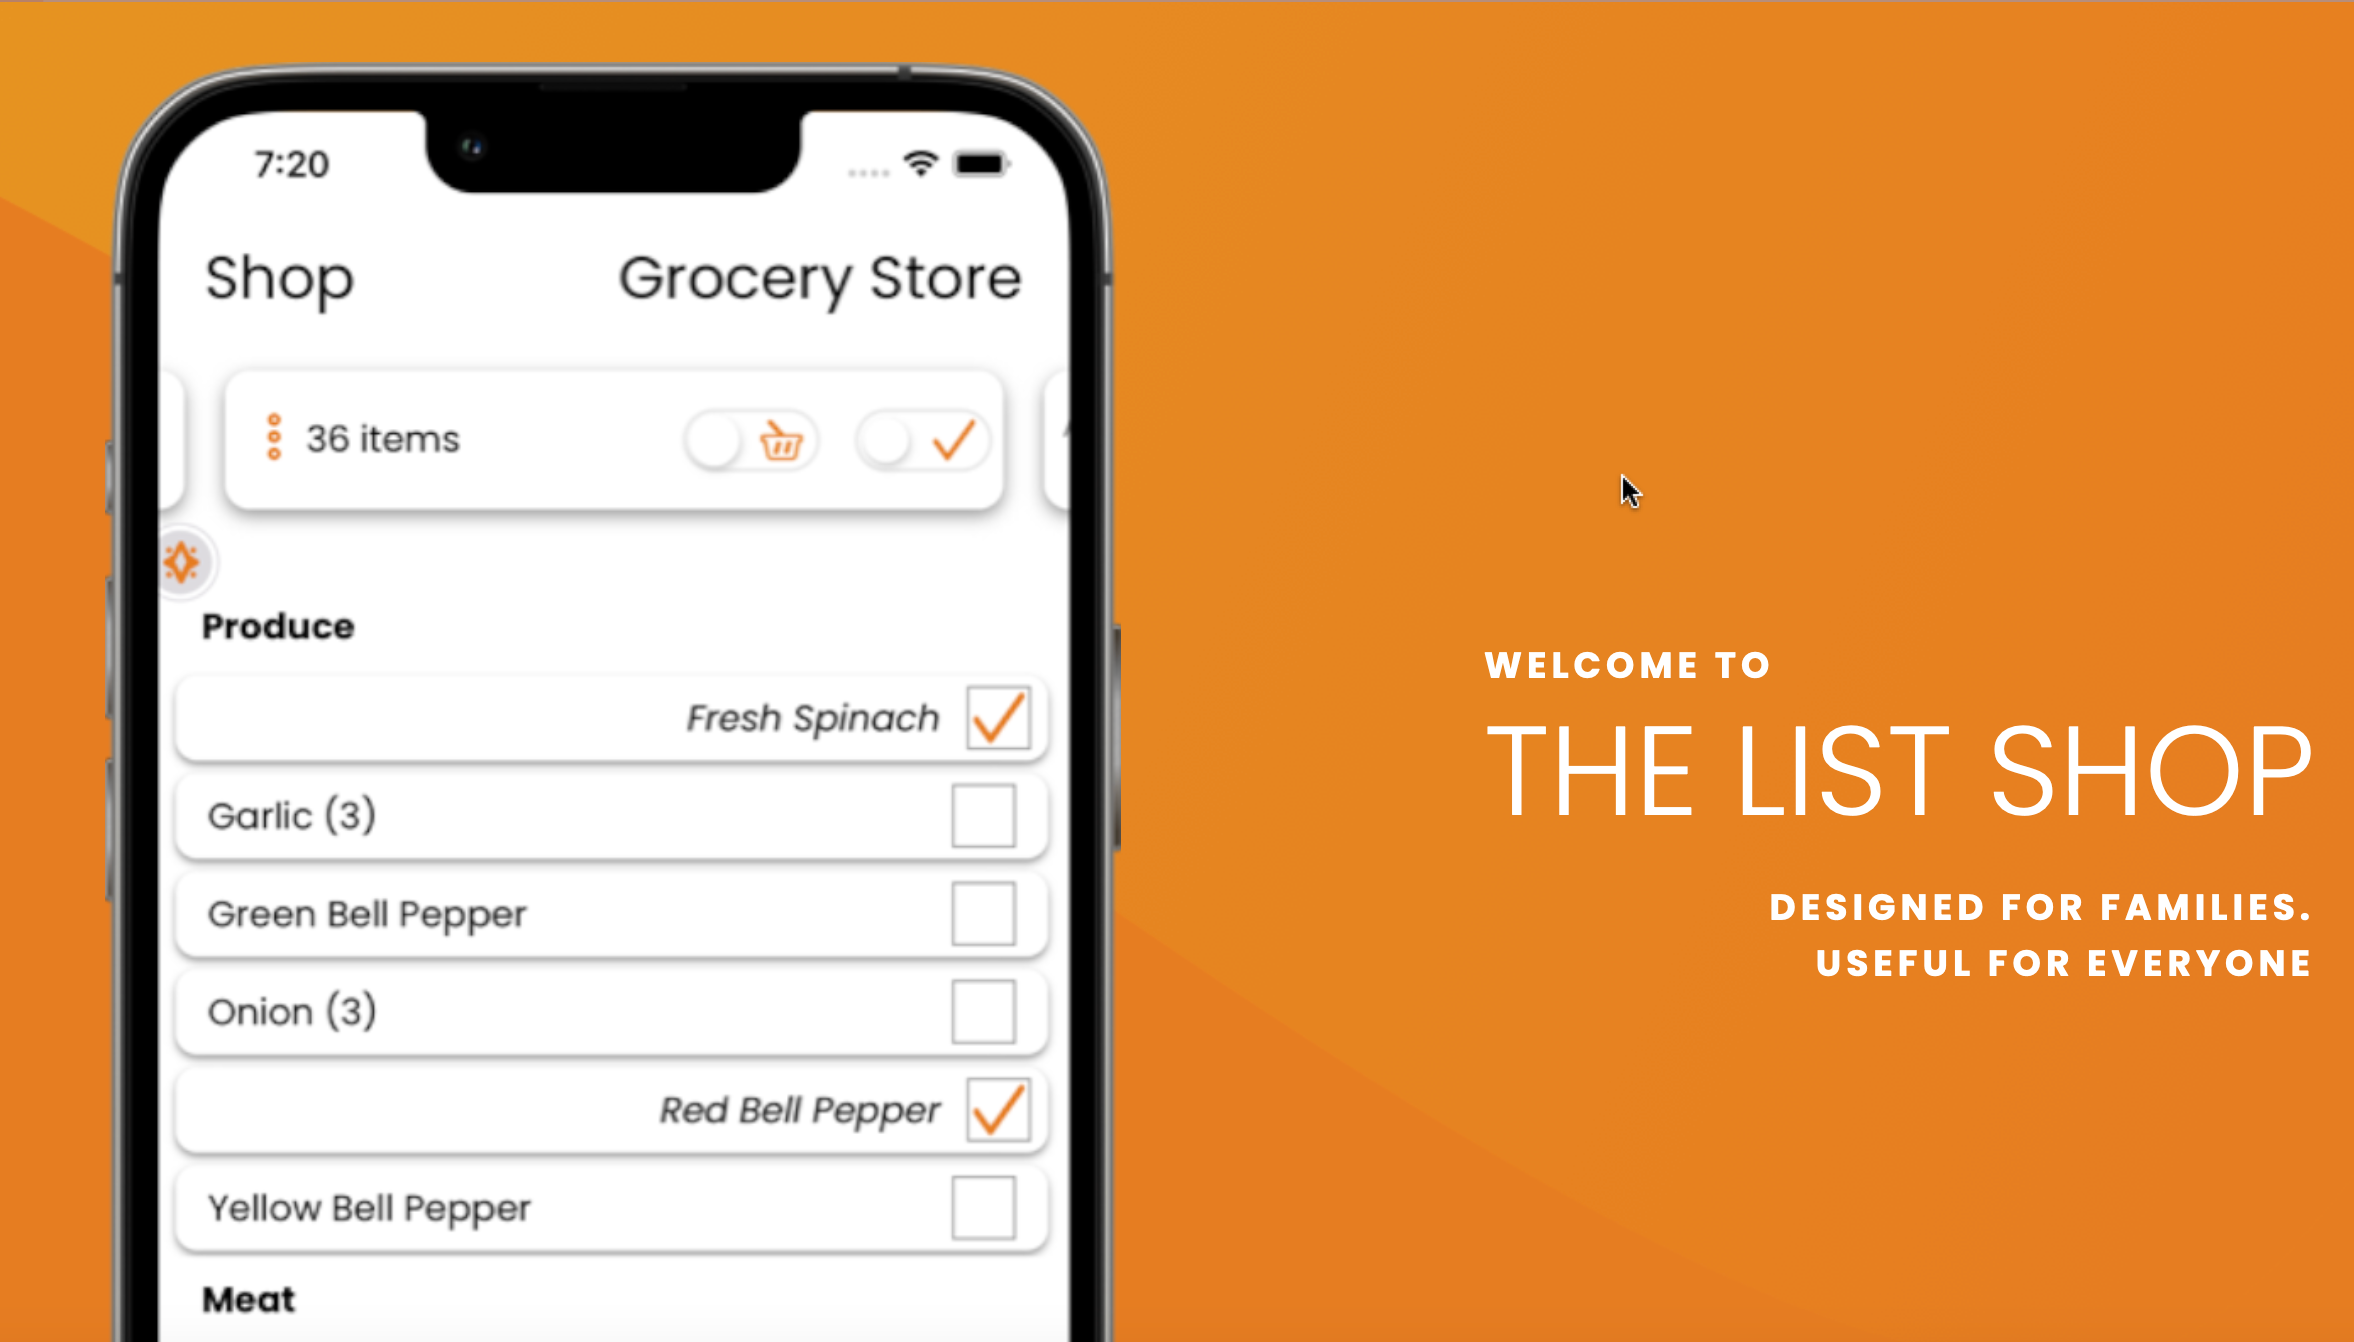 7:20
Shop
Grocery Store
36 items
Produce
Fresh Spinach
Garlic (3)
Green Bell Pepper
Onion (3)
Red Bell Pepper
Yellow Bell Pepper
Meat
WELCOME TO
THE LIST SHOP
DESIGNED FOR FAMILIES.
USEFUL FOR EVERYONE